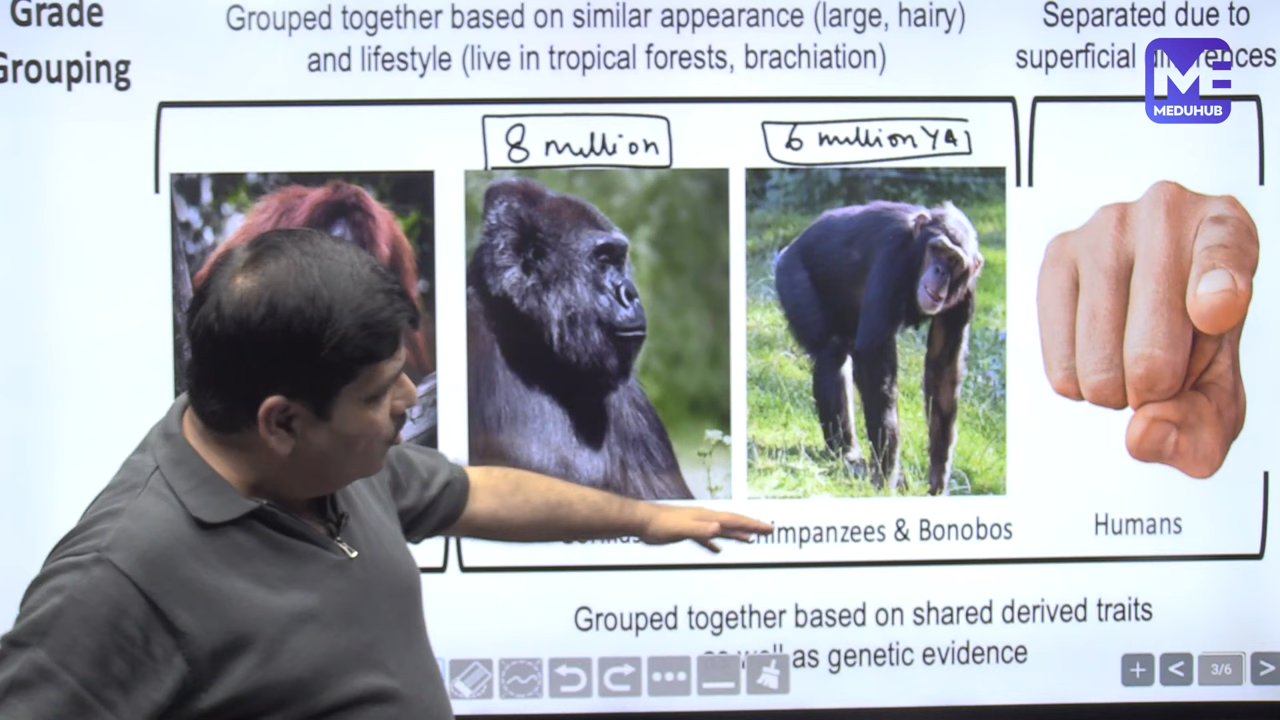 Grade
Grouping
Grouped together based on similar appearance (large, hairy)
and lifestyle (live in tropical forests, brachiation)
Separated due to
superficial
MEDUHUB
8 million
6 million YA
Chimpanzees & Bonobos
Humans
Grouped together based on shared derived traits
as well as genetic evidence
3/6